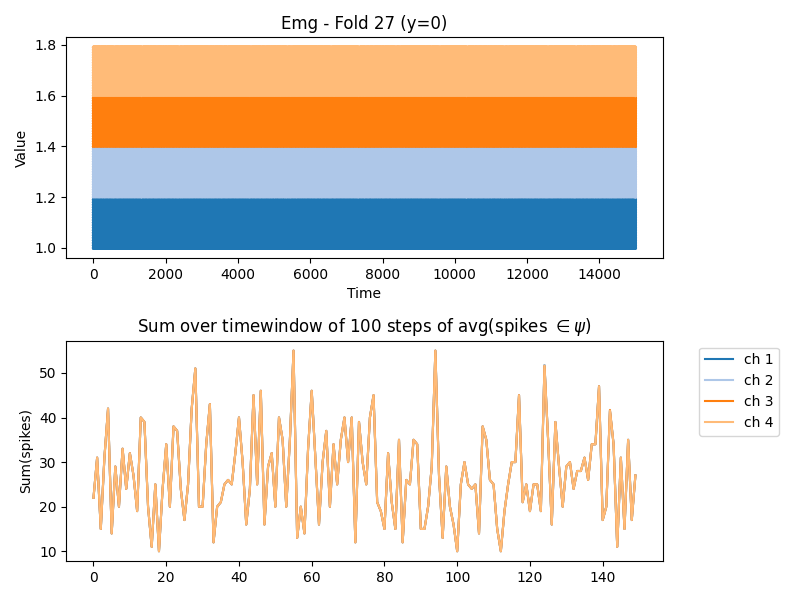 Emg - Fold 27 (y=0)
1.8
1.6
1.4
1.2
1.0
Value
0 2000 4000 6000 8000 10000 12000 14000
Time
Sum over timewindow of 100 steps of avg(spikes ∈ ψ)
50
40
30
20
10
Sum(spikes)
0 20 40 60 80 100 120 140
ch 1
ch 2
ch 3
ch 4